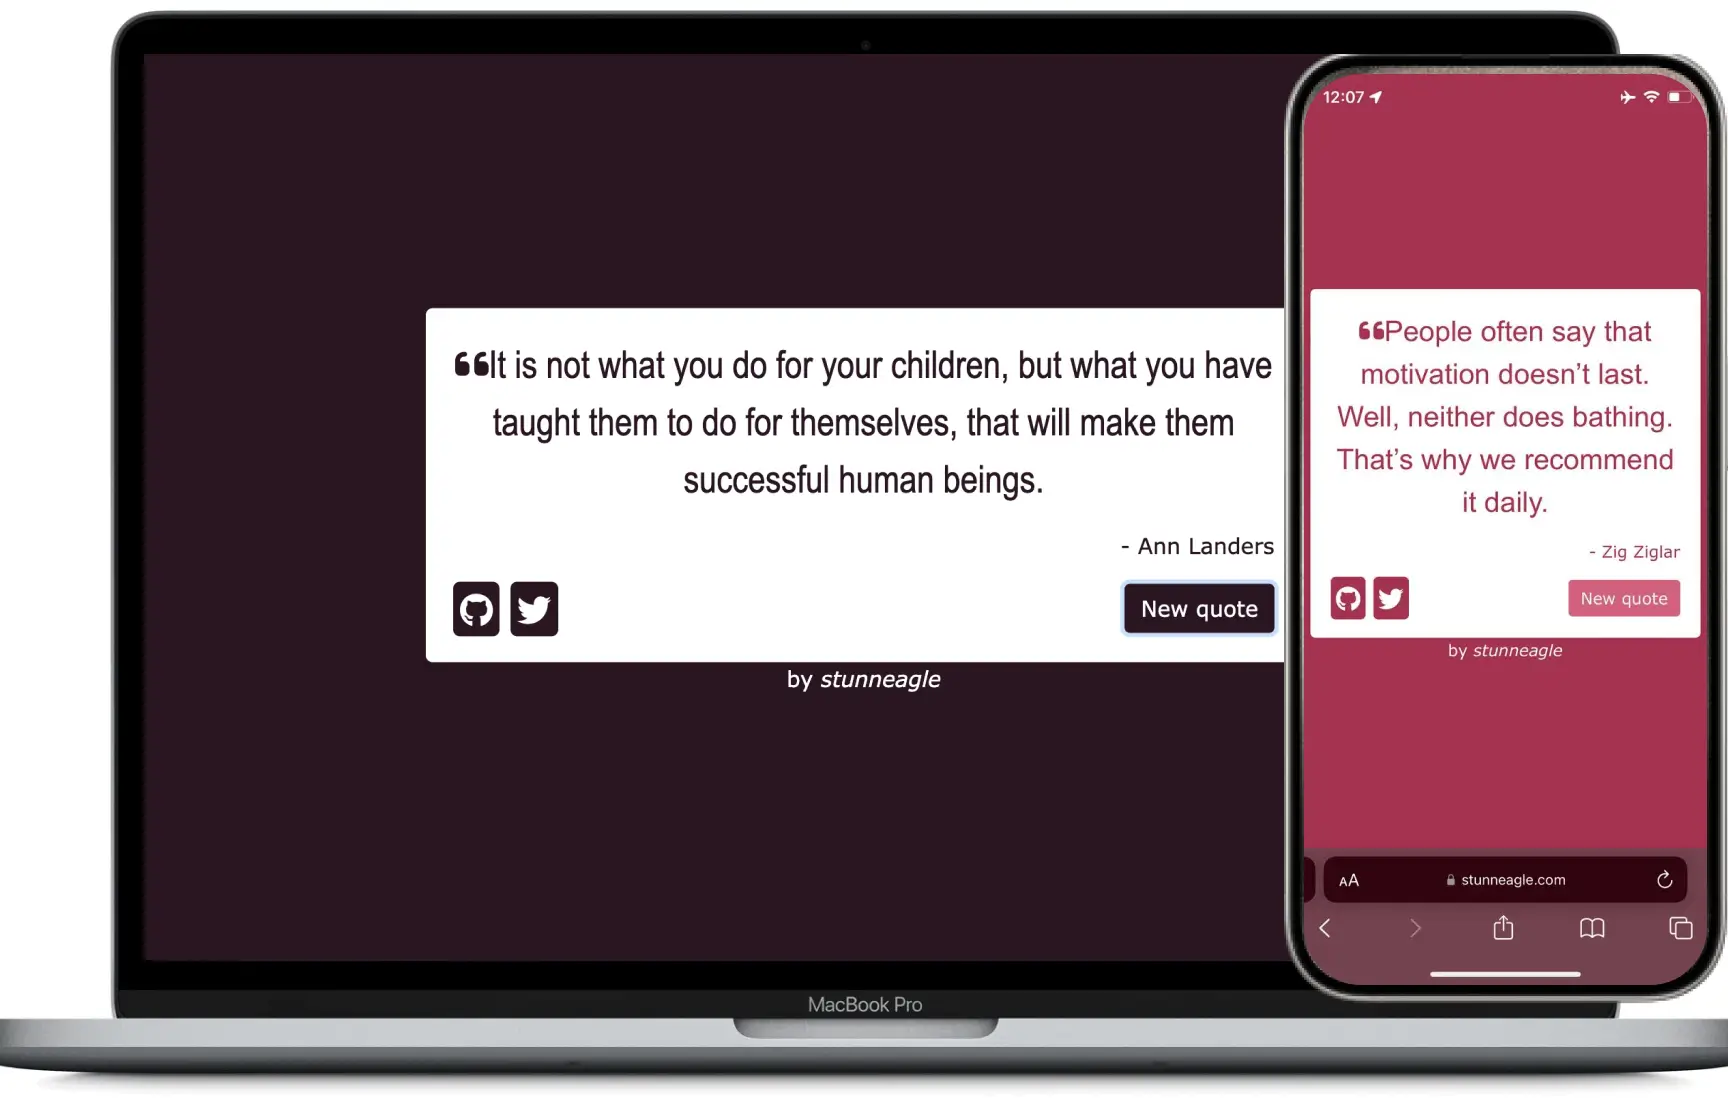 ❝It is not what you do for your children, but what you have
taught them to do for themselves, that will make them
successful human beings.
- Ann Landers
New quote
by stunneagle
MacBook Pro
12:07
❝People often say that
motivation doesn’t last.
Well, neither does bathing.
That’s why we recommend
it daily.
- Zig Ziglar
New quote
by stunneagle
AA
stunneagle.com